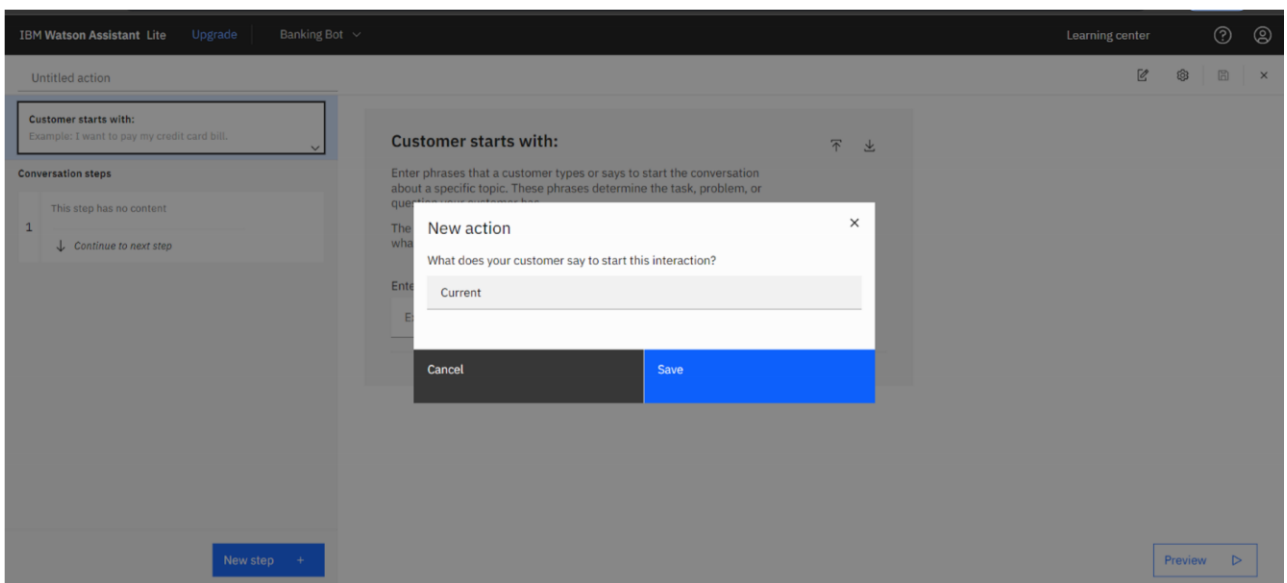 IBM Watson Assistant Lite Upgrade Banking Bot Learning center
Untitled action
Customer starts with:
Example: I want to pay my credit card bill.
Conversation steps
1
This step has no content
Continue to next step
New step +
Customer starts with:
Enter phrases that a customer types or says to start the conversation
about a specific topic. These phrases determine the task, problem, or
question your customer has.
The
wha
Ente
E
New action
What does your customer say to start this interaction?
Current
Cancel Save
Preview